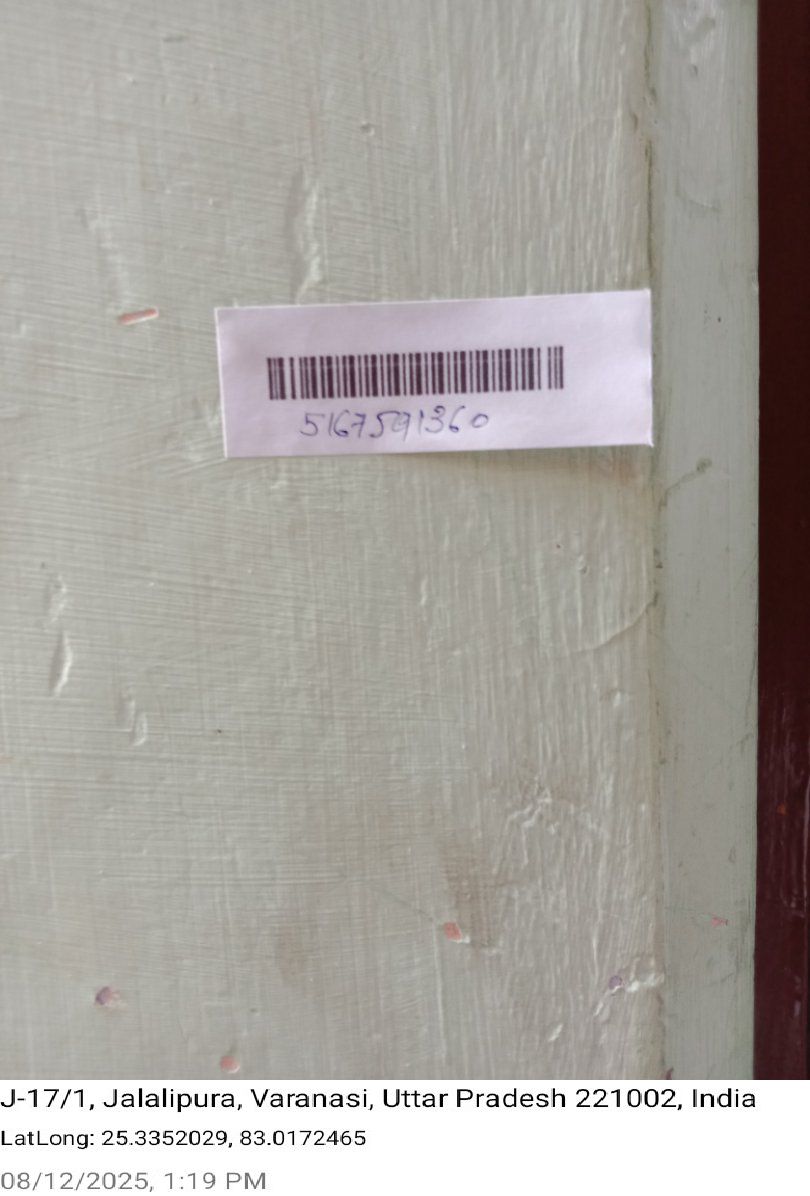 5167591360
J-17/1, Jalalipura, Varanasi, Uttar Pradesh 221002, India
LatLong: 25.3352029, 83.0172465
08/12/2025, 1:19 PM